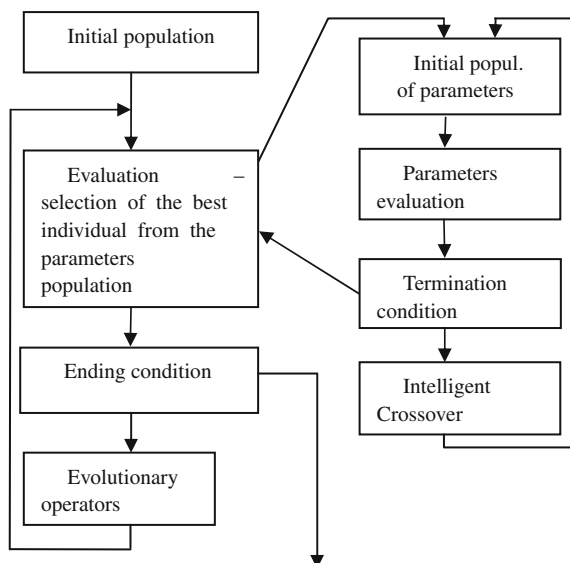 Initial population
Evaluation –
selection of the best
individual from the
parameters
population
Ending condition
Evolutionary
operators
Initial popul.
of parameters
Parameters
evaluation
Termination
condition
Intelligent
Crossover